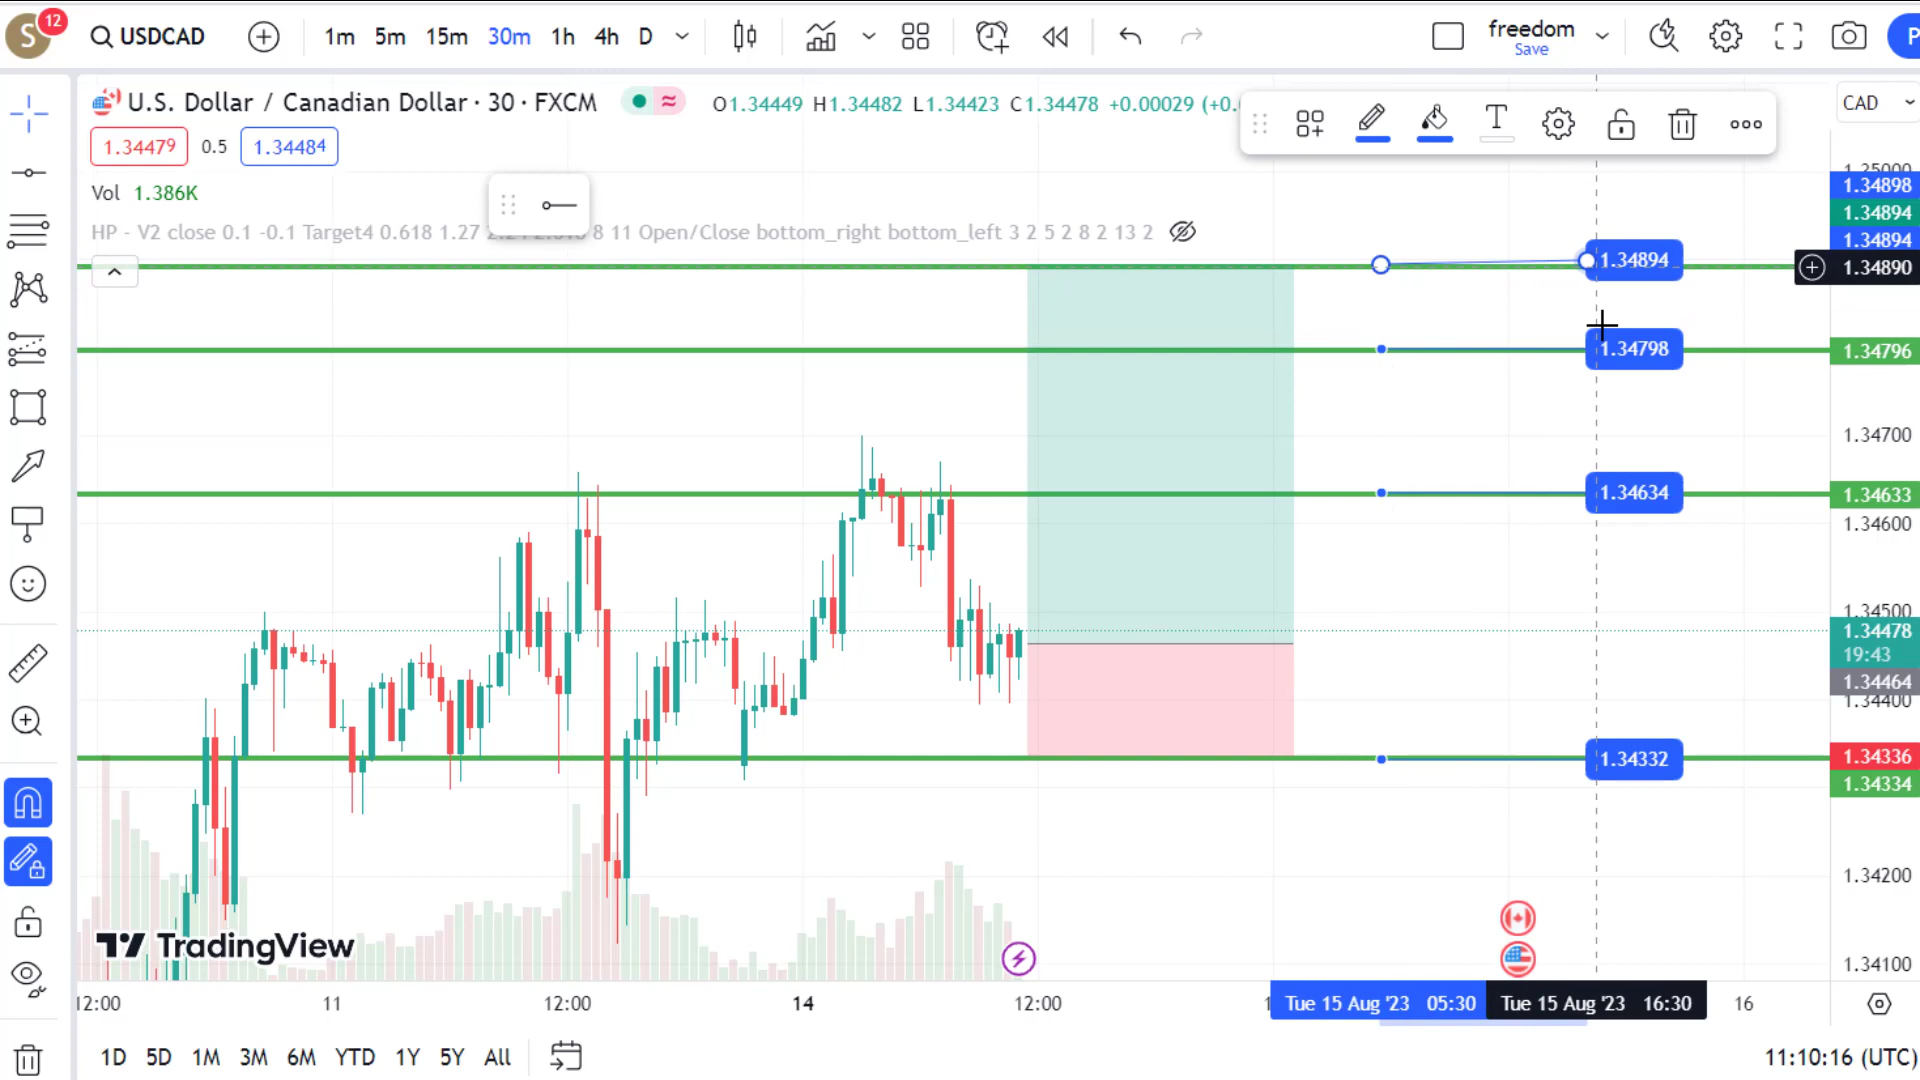 S
12
USDCAD
1m 5m 15m 30m 1h 4h D
freedom
Save
P
U.S. Dollar / Canadian Dollar · 30 · FXCM
O1.34449 H1.34482 L1.34423 C1.34478 +0.00029 (+0.
CAD
1.34479 0.5 1.34484
T
Vol 1.386K
HP - V2 close 0.1 -0.1 Target4 0.618 1.27 8 11 Open/Close bottom_right bottom_left 3 2 5 2 8 2 13 2
1.34898
1.34894
1.34894
1.34894
1.34890
1.34798
1.34796
1.34700
1.34634
1.34633
1.34600
1.34500
1.34478
19:43
1.34464
1.34400
1.34332
1.34336
1.34334
1.34200
1.34100
TradingView
12:00 11 12:00 14 12:00 Tue 15 Aug '23 05:30 Tue 15 Aug '23 16:30 16
1D 5D 1M 3M 6M YTD 1Y 5Y All
11:10:16 (UTC)